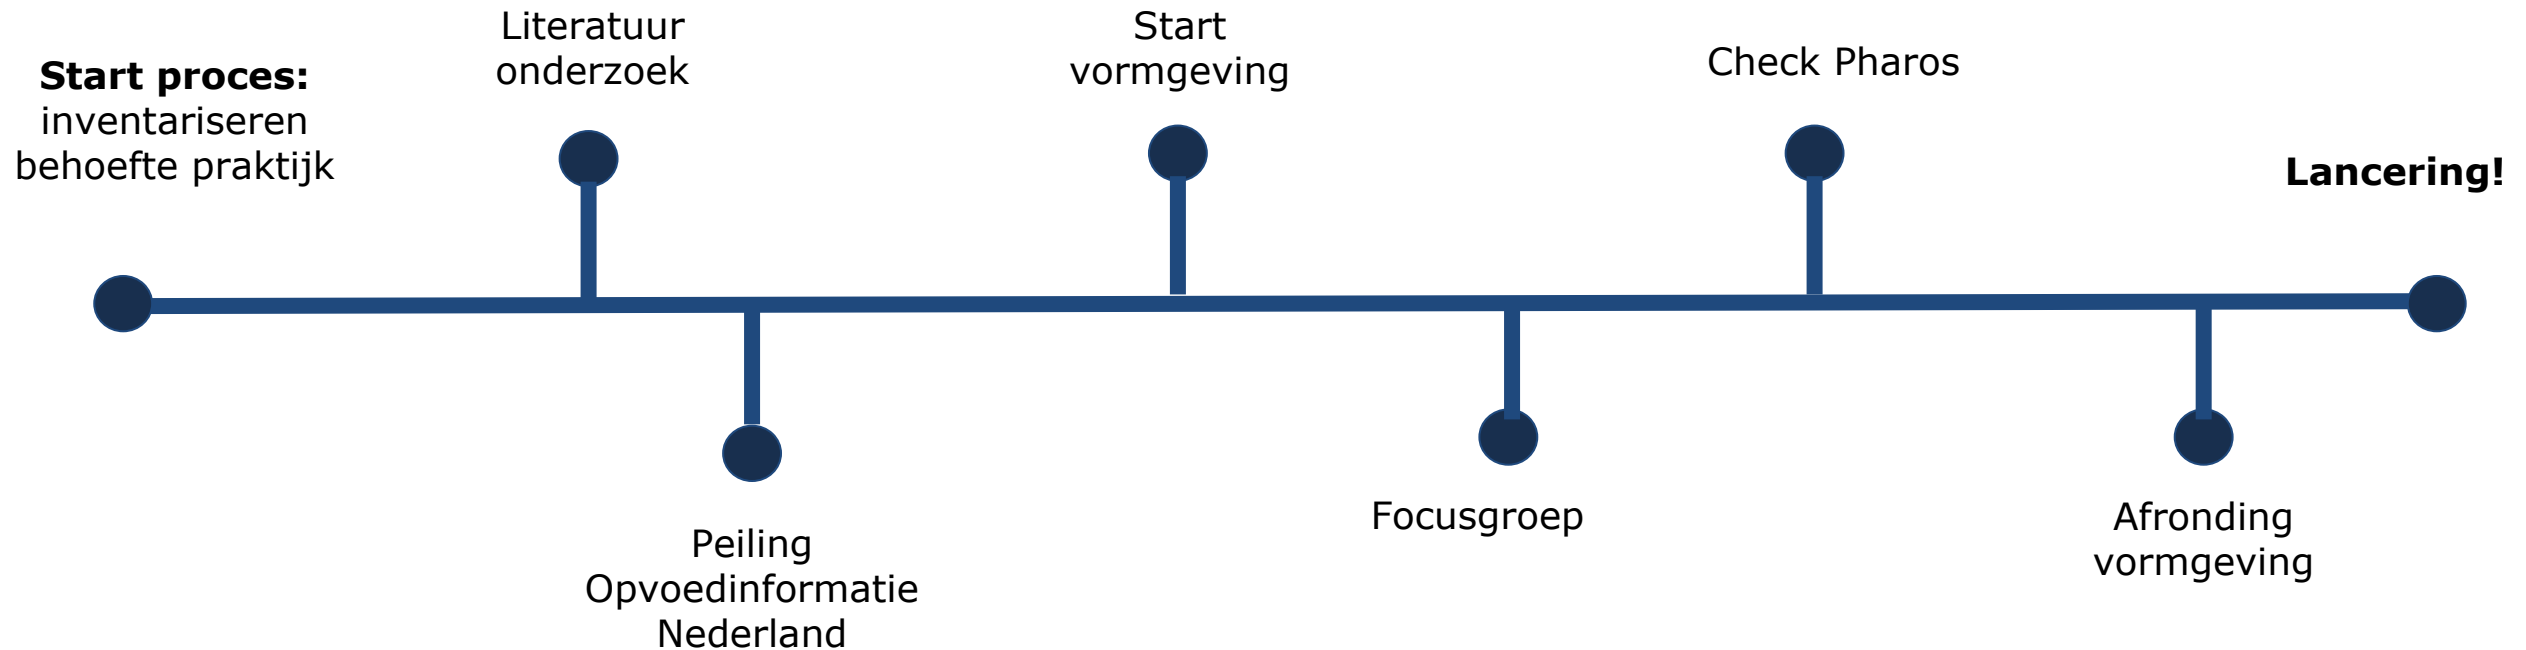 Start proces:
inventariseren
behoefte praktijk
Literatuur
onderzoek
Peiling
Opvoedinformatie
Nederland
Start
vormgeving
Focusgroep
Check Pharos
Afronding
vormgeving
Lancering!